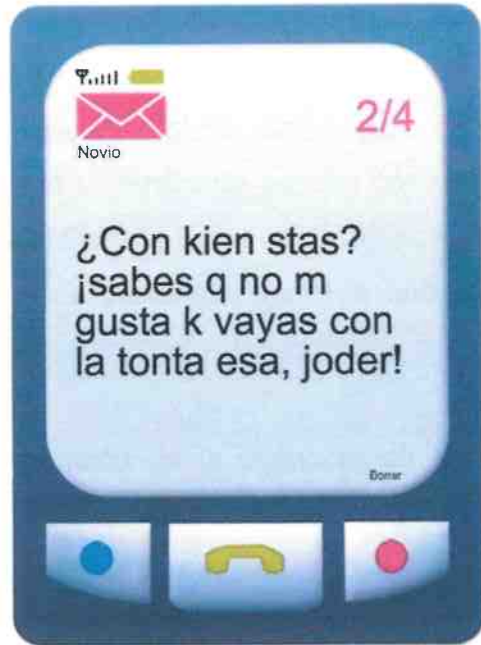 2/4
Novio
¿Con kien stas?
¡sabes q no m
gusta k vayas con
la tonta esa, joder!
Borrar